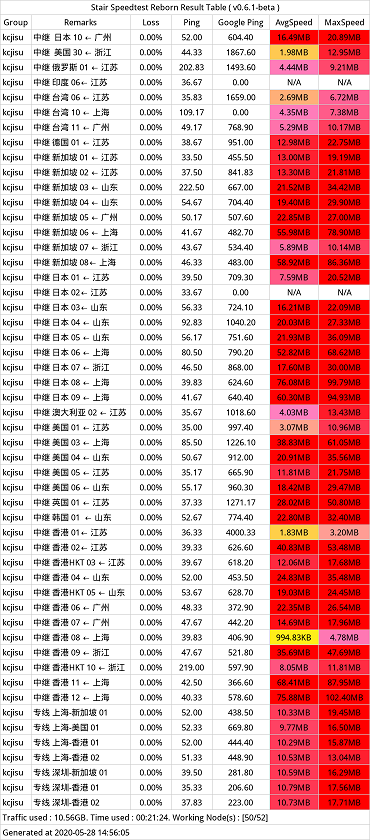 Stair Speedtest Reborn Result Table ( v0.6.1-beta )
Group Remarks Loss Ping Google Ping AvgSpeed MaxSpeed
kcjisu 中继 日本 10 ← 广州 0.00% 52.00 604.40 16.49MB 20.89MB
kcjisu 中继 美国 30 ← 浙江 0.00% 44.33 1867.60 1.98MB 12.95MB
kcjisu 中继 俄罗斯 01 ← 江苏 0.00% 202.83 1493.60 4.44MB 9.21MB
kcjisu 中继 印度 06← 江苏 0.00% 36.67 0.00 N/A N/A
kcjisu 中继 台湾 06 ← 江苏 0.00% 35.83 1659.00 2.69MB 6.72MB
kcjisu 中继 台湾 10 ← 上海 0.00% 109.17 0.00 4.35MB 7.38MB
kcjisu 中继 台湾 11 ← 广州 0.00% 49.17 768.90 5.29MB 10.17MB
kcjisu 中继 德国 01 ← 江苏 0.00% 38.67 951.00 12.98MB 22.75MB
kcjisu 中继 新加坡 01 ← 江苏 0.00% 33.50 455.50 13.00MB 19.19MB
kcjisu 中继 新加坡 02 ← 江苏 0.00% 37.50 841.83 13.30MB 21.81MB
kcjisu 中继 新加坡 03 ← 山东 0.00% 222.50 667.00 21.52MB 34.42MB
kcjisu 中继 新加坡 04 ← 山东 0.00% 54.67 704.40 19.40MB 29.90MB
kcjisu 中继 新加坡 05 ← 广州 0.00% 50.17 507.60 22.85MB 27.00MB
kcjisu 中继 新加坡 06 ← 上海 0.00% 41.67 482.70 55.98MB 78.90MB
kcjisu 中继 新加坡 07 ← 浙江 0.00% 43.67 534.40 5.89MB 10.14MB
kcjisu 中继 新加坡 08← 上海 0.00% 46.33 483.00 58.92MB 86.36MB
kcjisu 中继 日本 01 ← 江苏 0.00% 39.50 709.30 7.59MB 20.52MB
kcjisu 中继 日本 02← 江苏 0.00% 33.67 0.00 N/A N/A
kcjisu 中继 日本 03← 山东 0.00% 56.33 724.10 16.21MB 22.09MB
kcjisu 中继 日本 04 ← 山东 0.00% 92.83 1040.20 20.03MB 27.33MB
kcjisu 中继 日本 05 ← 山东 0.00% 56.17 751.60 21.93MB 36.09MB
kcjisu 中继 日本 06 ← 上海 0.00% 80.50 790.20 52.82MB 68.62MB
kcjisu 中继 日本 07 ← 浙江 0.00% 46.50 868.00 17.60MB 30.00MB
kcjisu 中继 日本 08 ← 上海 0.00% 39.83 624.60 76.08MB 99.79MB
kcjisu 中继 日本 09 ← 上海 0.00% 41.67 640.40 60.30MB 94.93MB
kcjisu 中继 澳大利亚 02 ← 江苏 0.00% 35.67 1018.60 4.03MB 13.43MB
kcjisu 中继 美国 01 ← 江苏 0.00% 35.00 997.40 3.07MB 10.96MB
kcjisu 中继 美国 03 ← 上海 0.00% 85.50 1226.10 38.83MB 61.05MB
kcjisu 中继 美国 04 ← 山东 0.00% 50.67 912.00 20.91MB 35.56MB
kcjisu 中继 美国 05 ← 江苏 0.00% 35.17 665.90 11.81MB 21.75MB
kcjisu 中继 美国 06 ← 山东 0.00% 55.17 960.30 18.42MB 29.47MB
kcjisu 中继 英国 01 ← 江苏 0.00% 37.33 1271.17 28.02MB 50.80MB
kcjisu 中继 韩国 01 ← 山东 0.00% 52.67 774.40 22.80MB 32.40MB
kcjisu 中继 香港 01← 江苏 0.00% 36.33 4000.33 1.83MB 3.20MB
kcjisu 中继 香港 02← 江苏 0.00% 39.33 626.60 40.83MB 53.48MB
kcjisu 中继 香港HKT 03 ← 江苏 0.00% 39.67 618.20 12.06MB 17.68MB
kcjisu 中继 香港 04 ← 山东 0.00% 52.00 453.50 24.83MB 39.48MB
kcjisu 中继 香港HKT 05 ← 山东 0.00% 53.67 628.70 19.03MB 24.45MB
kcjisu 中继 香港 06 ← 广州 0.00% 48.33 372.90 22.35MB 26.54MB
kcjisu 中继 香港 07 ← 广州 0.00% 47.67 442.20 14.69MB 17.96MB
kcjisu 中继 香港 08 ← 上海 0.00% 39.83 406.90 994.83KB 4.78MB
kcjisu 中继 香港 09 ← 浙江 0.00% 47.67 521.80 35.69MB 47.69MB
kcjisu 中继 香港HKT 10 ← 浙江 0.00% 219.00 597.90 8.05MB 11.81MB
kcjisu 中继 香港 11 ← 上海 0.00% 42.50 366.60 68.41MB 87.95MB
kcjisu 中继 香港 12 ← 上海 0.00% 40.33 578.60 75.88MB 102.40MB
kcjisu 专线 上海-新加坡 01 0.00% 52.00 438.50 10.33MB 19.45MB
kcjisu 专线 上海-美国 01 0.00% 52.33 669.80 9.77MB 16.50MB
kcjisu 专线 上海-香港 01 0.00% 52.00 444.40 10.29MB 15.87MB
kcjisu 专线 上海-香港 02 0.00% 51.33 448.90 10.53MB 13.04MB
kcjisu 专线 深圳-新加坡 01 0.00% 39.50 281.80 10.59MB 16.29MB
kcjisu 专线 深圳-香港 01 0.00% 35.33 206.60 10.79MB 17.56MB
kcjisu 专线 深圳-香港 02 0.00% 37.83 223.00 10.73MB 17.71MB
Traffic used : 10.56GB. Time used : 00:21:24. Working Node(s) : [50/52]
Generated at 2020-05-28 14:56:05